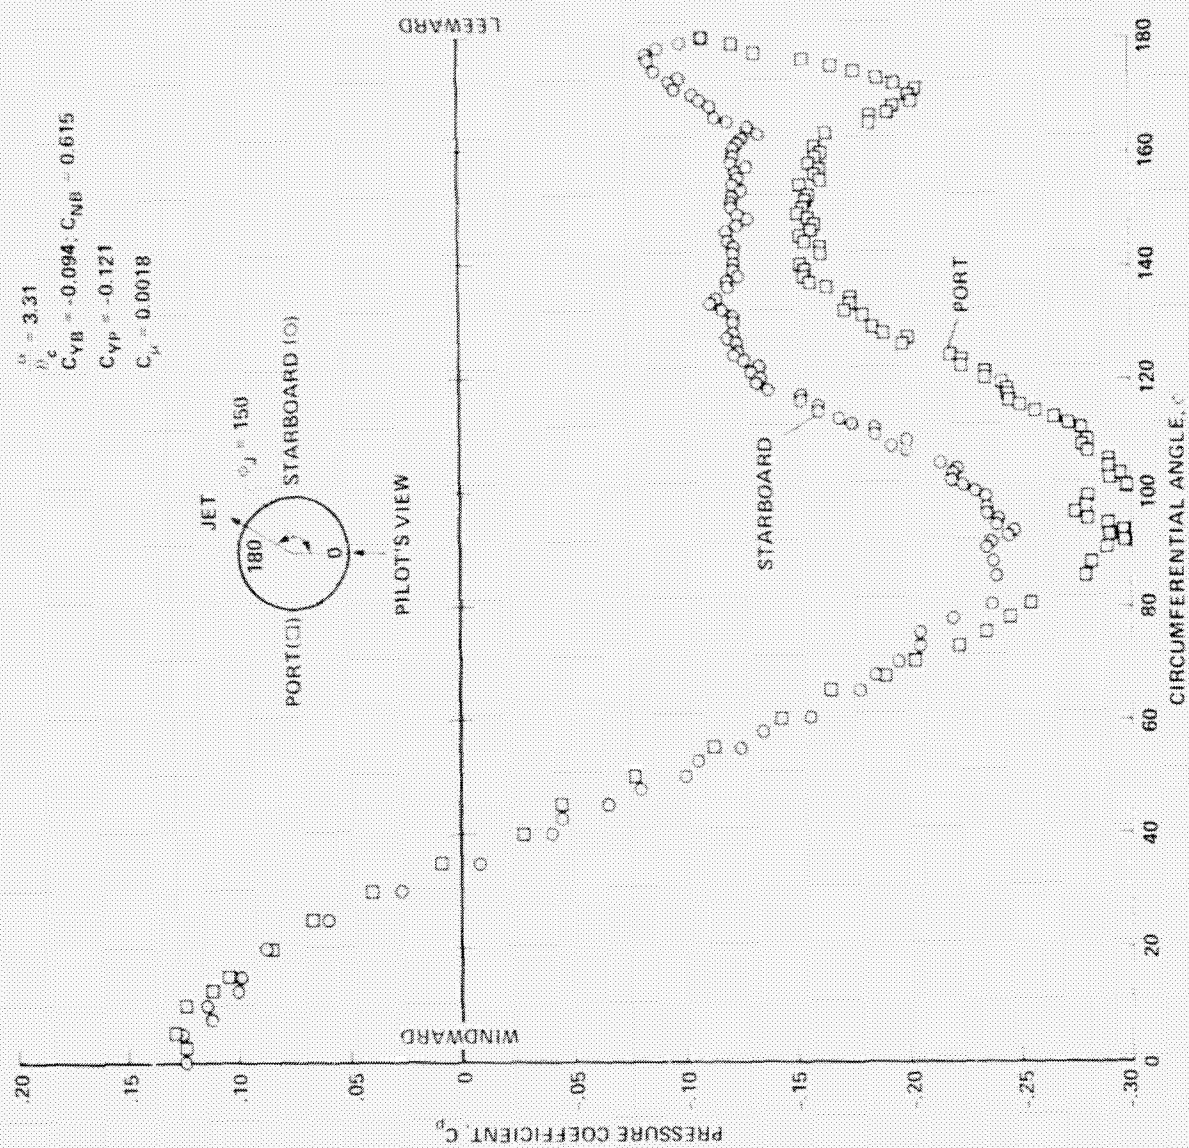 = 3.31
C_YB = -0.094, C_NB = 0.615
C_YP = -0.121
C_μ = 0.0018
JET
φ_J = 150
180
0
PORT(□)
STARBOARD (○)
PILOT'S VIEW
WINDWARD
LEEWARD
STARBOARD
PORT
PRESSURE COEFFICIENT, C_p
.20
.15
.10
.05
0
-.05
-.10
-.15
-.20
-.25
-.30
0
20
40
60
80
100
120
140
160
180
CIRCUMFERENTIAL ANGLE,